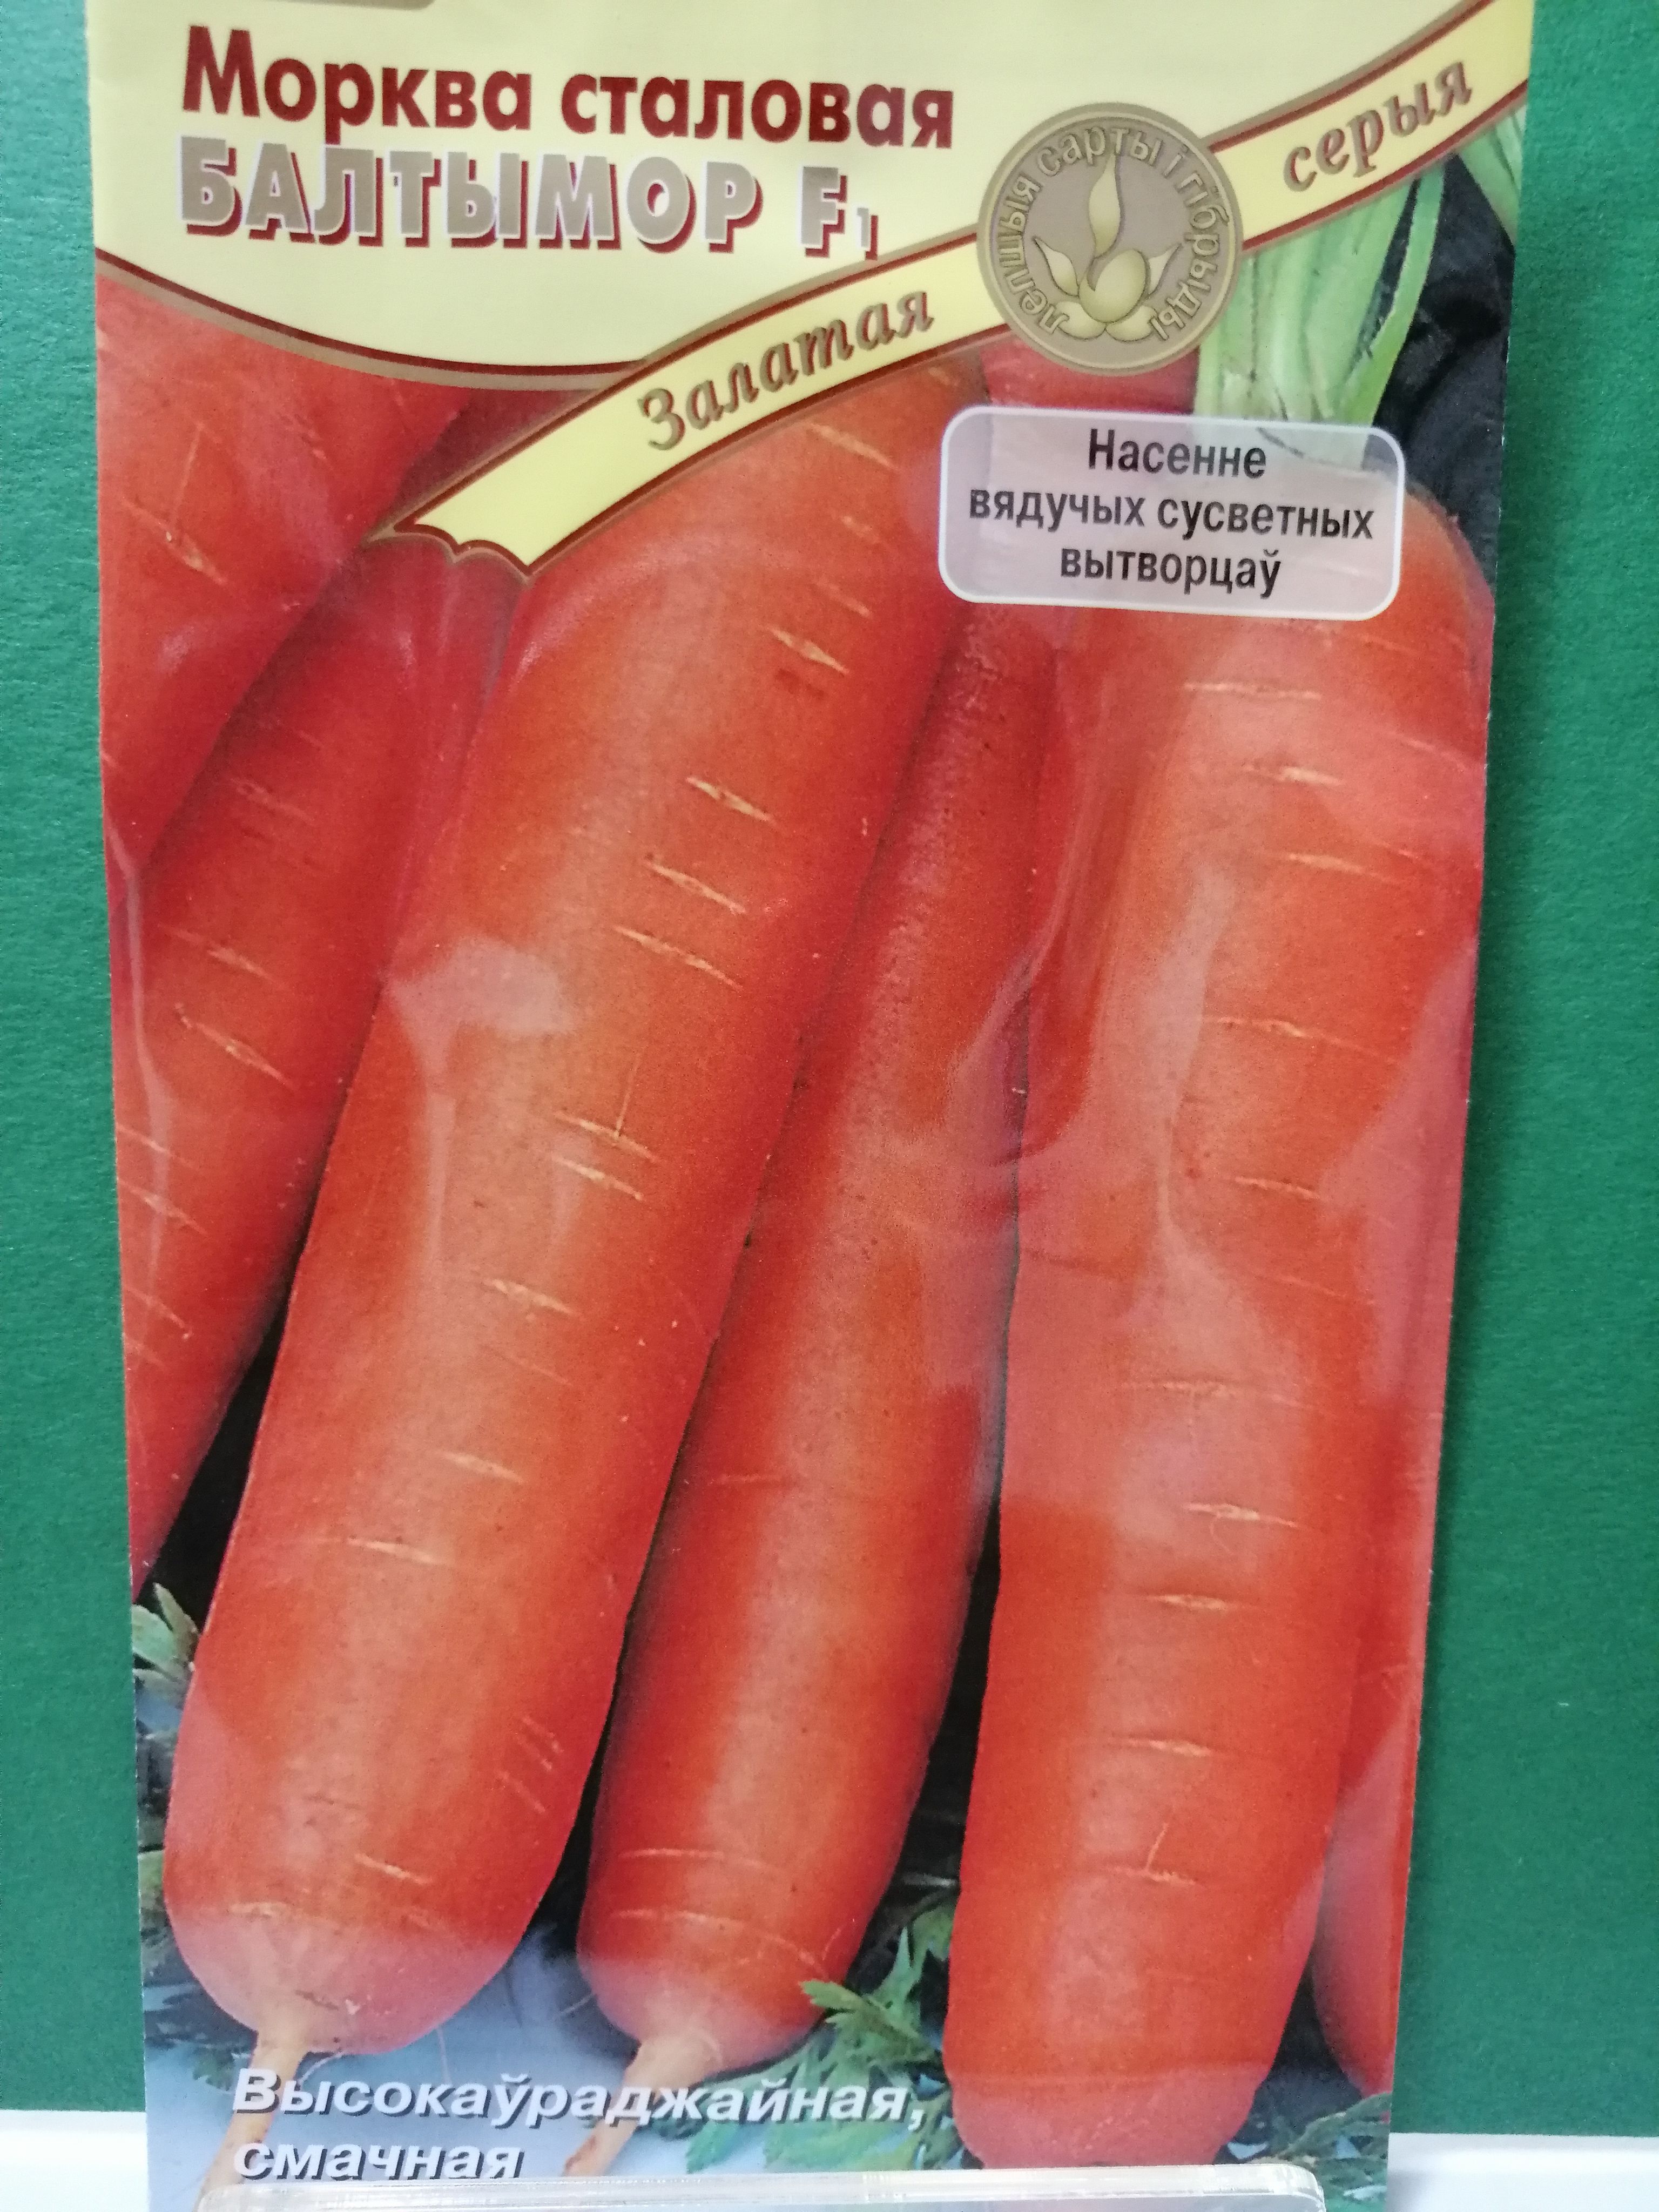 Морква сталовая
БАЛТЫМОР F1
Залатая серыя
лепшыя сарты і гібрыды
Насенне
вядучых сусветных
вытворцаў
Высокаўраджайная,
смачная